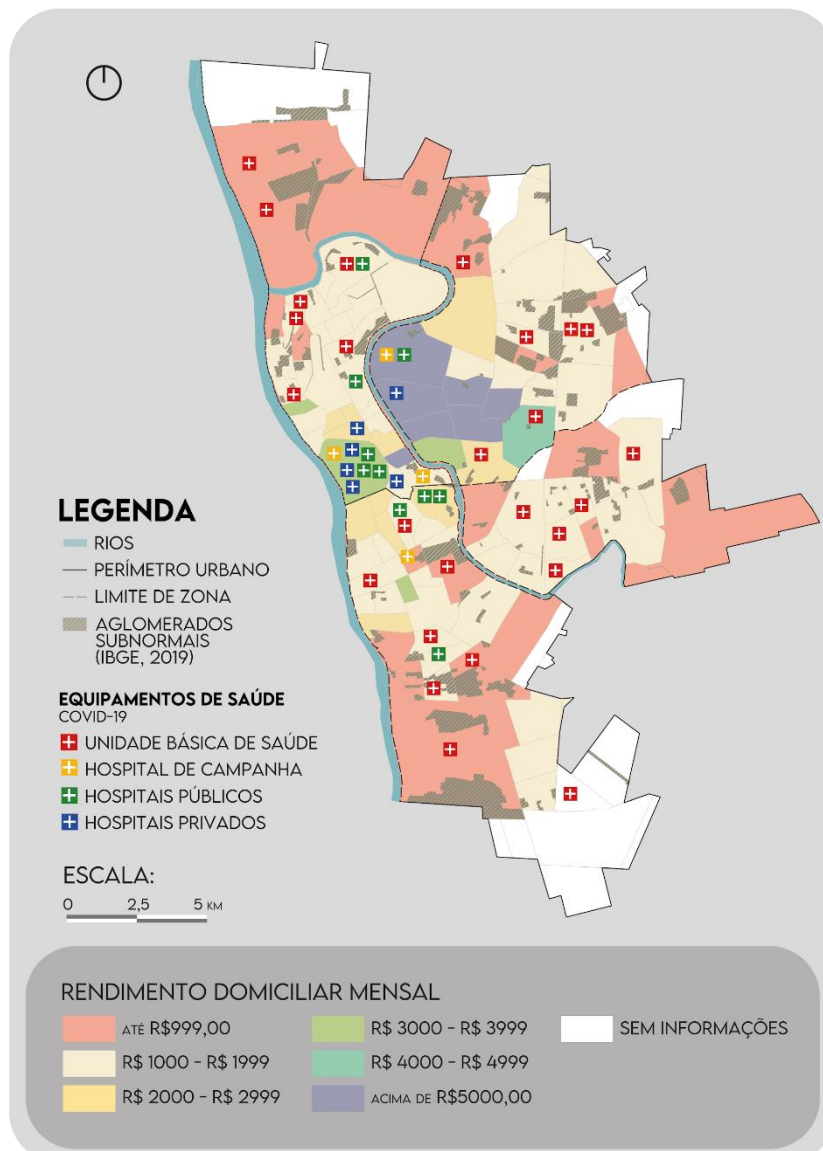 LEGENDA
RIOS
PERÍMETRO URBANO
LIMITE DE ZONA
AGLOMERADOS
SUBNORMAIS
(IBGE, 2019)
EQUIPAMENTOS DE SAÚDE
COVID-19
UNIDADE BÁSICA DE SAÚDE
HOSPITAL DE CAMPANHA
HOSPITAIS PÚBLICOS
HOSPITAIS PRIVADOS
ESCALA:
0 2,5 5 KM
RENDIMENTO DOMICILIAR MENSAL
ATÉ R$999,00
R$ 1000 - R$ 1999
R$ 2000 - R$ 2999
R$ 3000 - R$ 3999
R$ 4000 - R$ 4999
ACIMA DE R$5000,00
SEM INFORMAÇÕES